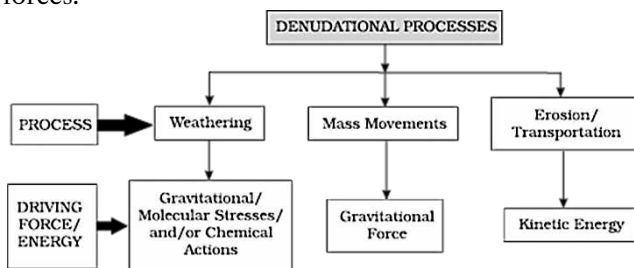 forces.
DENUDATIONAL PROCESSES
PROCESS
Weathering
Mass Movements
Erosion/
Transportation
DRIVING
FORCE/
ENERGY
Gravitational/
Molecular Stresses/
and/or Chemical
Actions
Gravitational
Force
Kinetic Energy